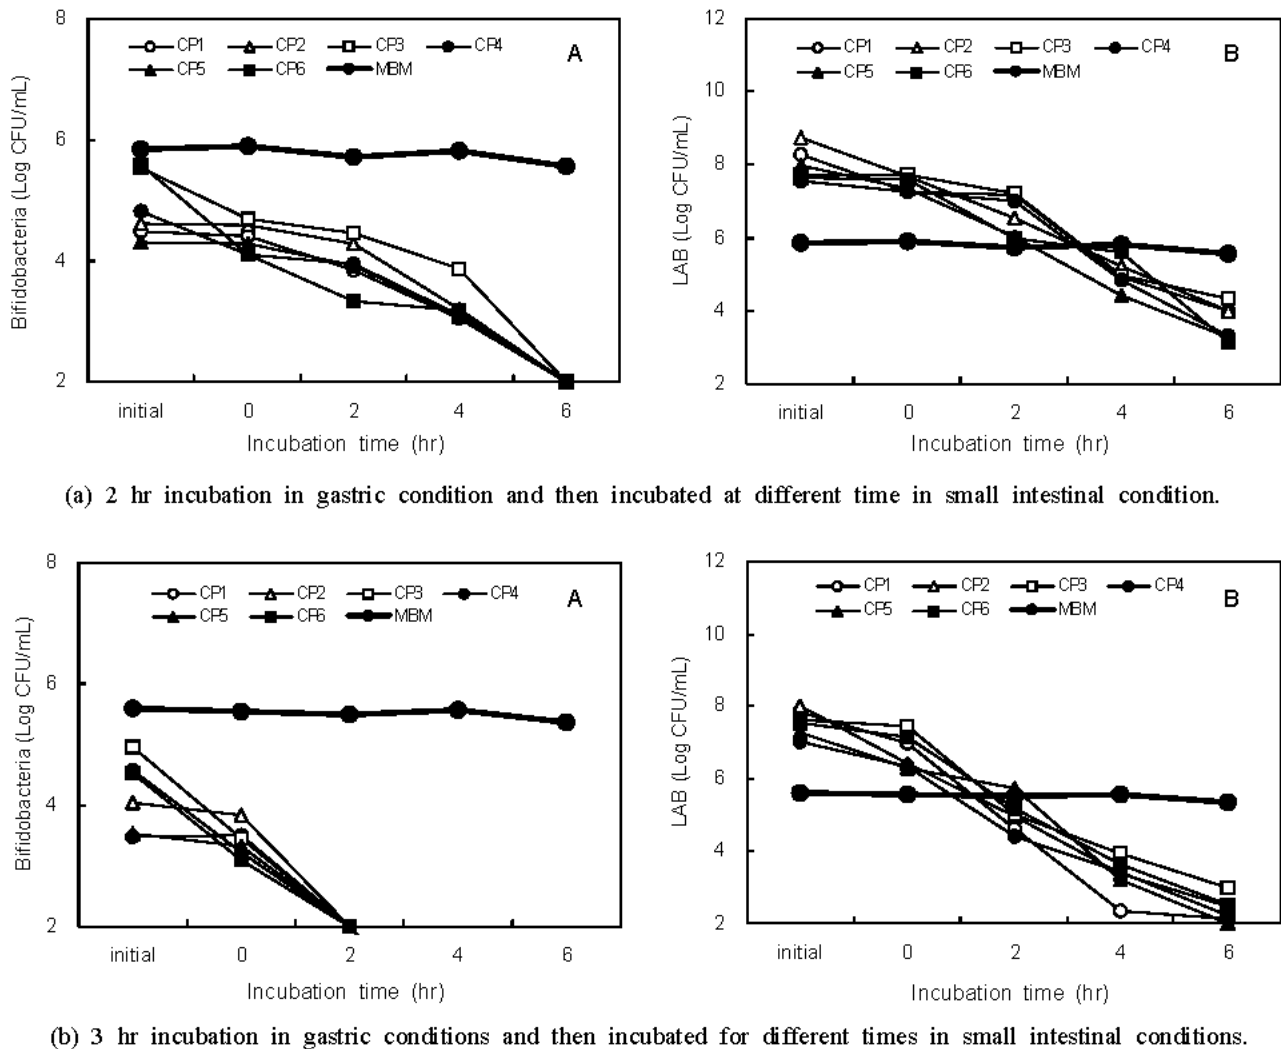 8
CP1 CP2 CP3 CP4
CP5 CP6 MBM
A
6
4
2
Bifidobacteria (Log CFU/mL)
initial 0 2 4 6
Incubation time (hr)
12
CP1 CP2 CP3 CP4
CP5 CP6 MBM
B
10
8
6
4
2
LAB (Log CFU/mL)
initial 0 2 4 6
Incubation time (hr)
(a) 2 hr incubation in gastric condition and then incubated at different time in small intestinal condition.
8
CP1 CP2 CP3 CP4
CP5 CP6 MBM
A
6
4
2
Bifidobacteria (Log CFU/mL)
initial 0 2 4 6
Incubation time (hr)
12
CP1 CP2 CP3 CP4
CP5 CP6 MBM
B
10
8
6
4
2
LAB (Log CFU/mL)
initial 0 2 4 6
Incubation time (hr)
(b) 3 hr incubation in gastric conditions and then incubated for different times in small intestinal conditions.